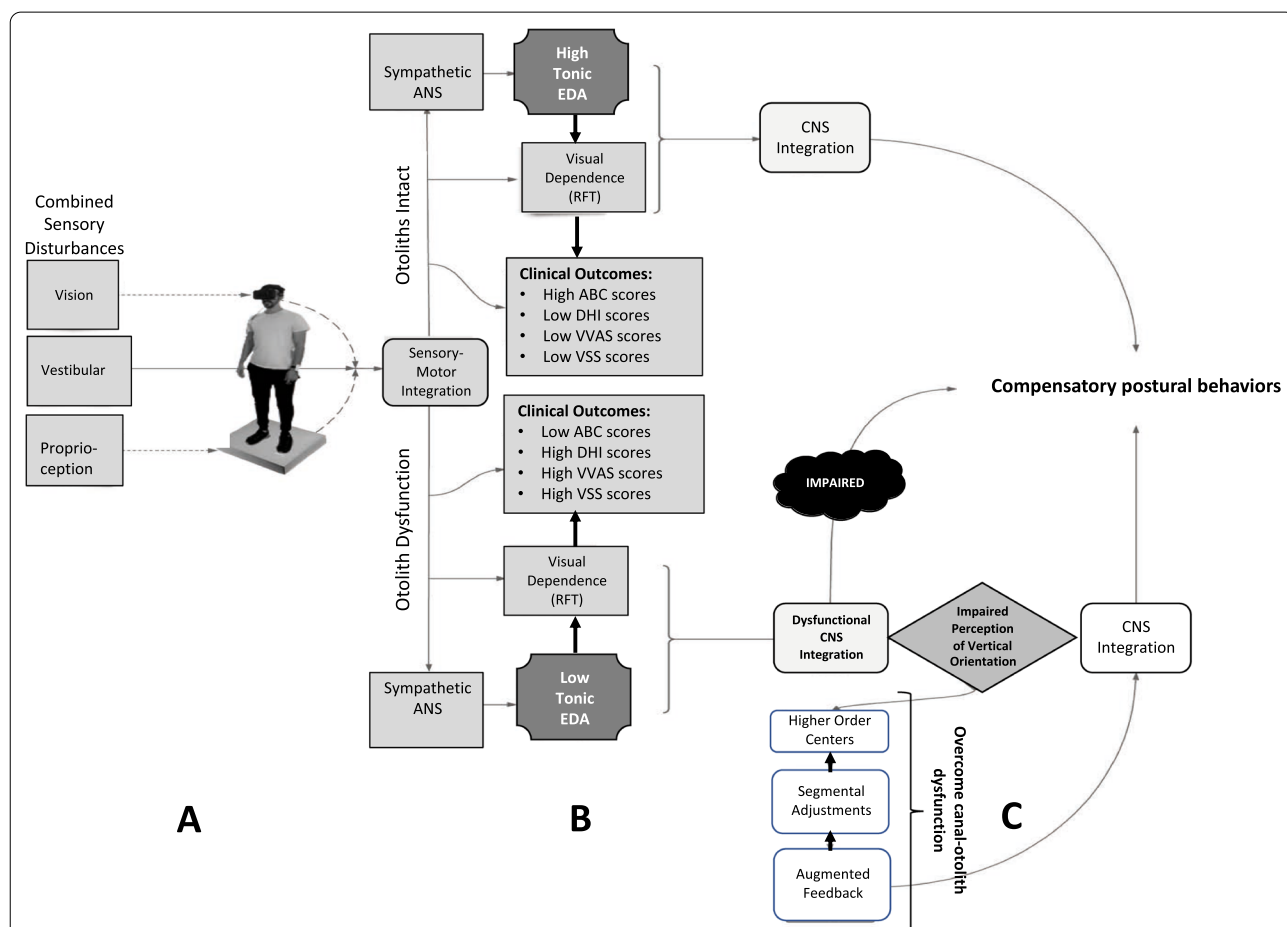 Combined
Sensory
Disturbances
Vision
Vestibular
Proprio-
ception
A
Sensory-
Motor
Integration
Otoliths Intact
Otolith Dysfunction
Sympathetic
ANS
High
Tonic
EDA
Visual
Dependence
(RFT)
Clinical Outcomes:
• High ABC scores
• Low DHI scores
• Low VVAS scores
• Low VSS scores
Clinical Outcomes:
• Low ABC scores
• High DHI scores
• High VVAS scores
• High VSS scores
Visual
Dependence
(RFT)
Sympathetic
ANS
Low
Tonic
EDA
B
CNS
Integration
Compensatory postural behaviors
IMPAIRED
Dysfunctional
CNS
Integration
Impaired
Perception
of Vertical
Orientation
CNS
Integration
Higher Order
Centers
Segmental
Adjustments
Augmented
Feedback
Overcome canal-otolith
dysfunction
C